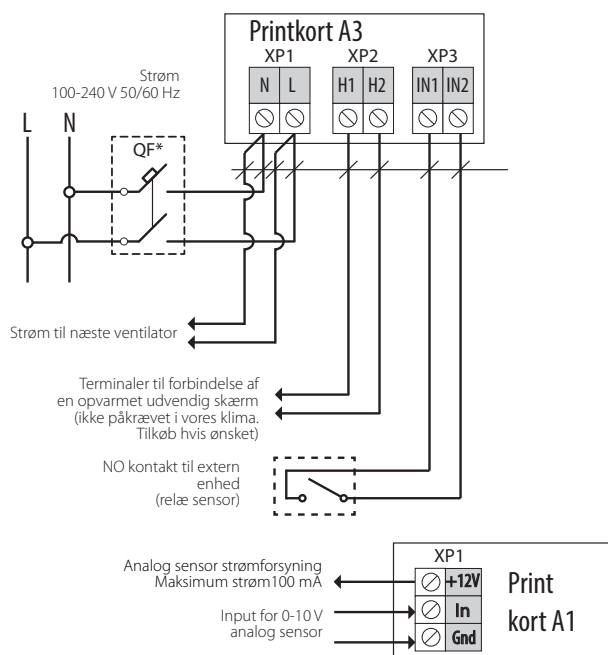 Printkort A3
XP1 XP2 XP3
N L H1 H2 IN1 IN2
Strøm
100-240 V 50/60 Hz
L N
QF*
Strøm til næste ventilator
Terminaler til forbindelse af
en opvarmet udvendig skærm
(ikke påkrævet i vores klima.
Tilkøb hvis ønsket)
NO kontakt til extern
enhed
(relæ sensor)
XP1
Analog sensor strømforsyning
Maksimum strøm100 mA
+12V
Print
kort A1
Input for 0-10 V
analog sensor
In
Gnd